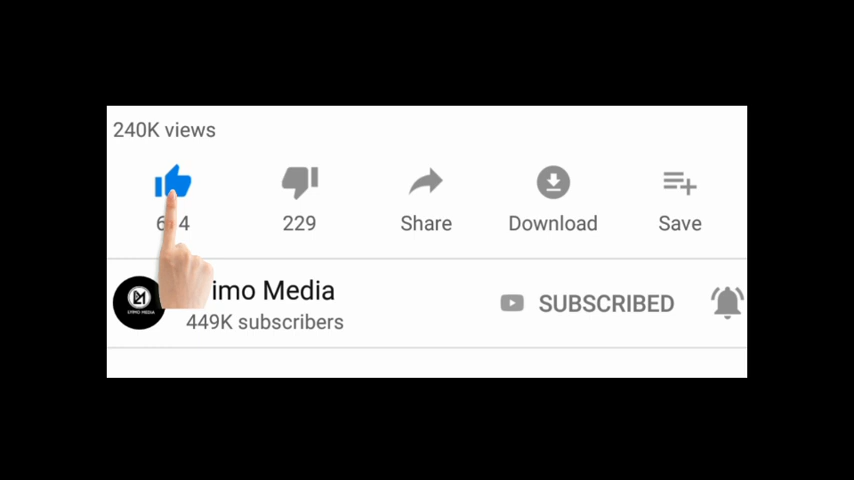 240K views
229
Share
Download
Save
imo Media
SUBSCRIBED
449K subscribers